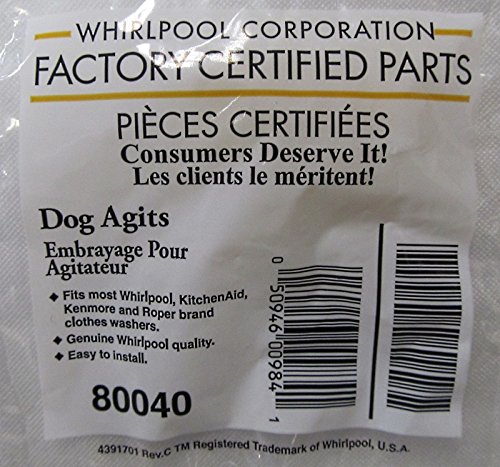 WHIRLPOOL CORPORATION
FACTORY CERTIFIED PARTS
PIÈCES CERTIFIÉES
Consumers Deserve It!
Les clients le méritent!
Dog Agits
Embrayage Pour
Agitateur
◆ Fits most Whirlpool, KitchenAid,
Kenmore and Roper brand
clothes washers.
◆ Genuine Whirlpool quality.
◆ Easy to install.
80040
0 50946 00984 1
4391701 Rev.C TM Registered Trademark of Whirlpool, U.S.A.